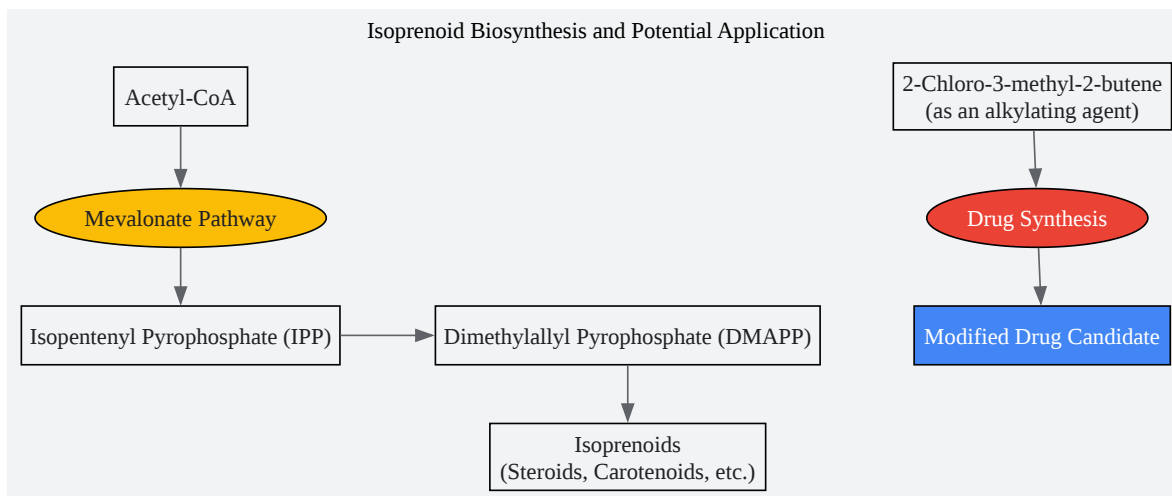 Isoprenoid Biosynthesis and Potential Application
Acetyl-CoA
Mevalonate Pathway
Isopentenyl Pyrophosphate (IPP)
Dimethylallyl Pyrophosphate (DMAPP)
Isoprenoids
(Steroids, Carotenoids, etc.)
2-Chloro-3-methyl-2-butene
(as an alkylating agent)
Drug Synthesis
Modified Drug Candidate